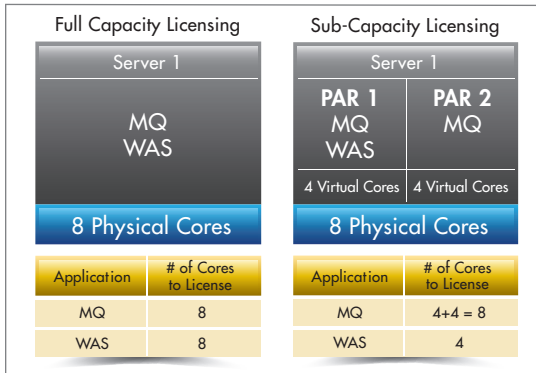 Full Capacity Licensing
Server 1
MQ
WAS
8 Physical Cores
Application
# of Cores
to License
MQ 8
WAS 8
Sub-Capacity Licensing
Server 1
PAR 1
MQ
WAS
4 Virtual Cores
PAR 2
MQ
4 Virtual Cores
8 Physical Cores
Application
# of Cores
to License
MQ 4+4 = 8
WAS 4